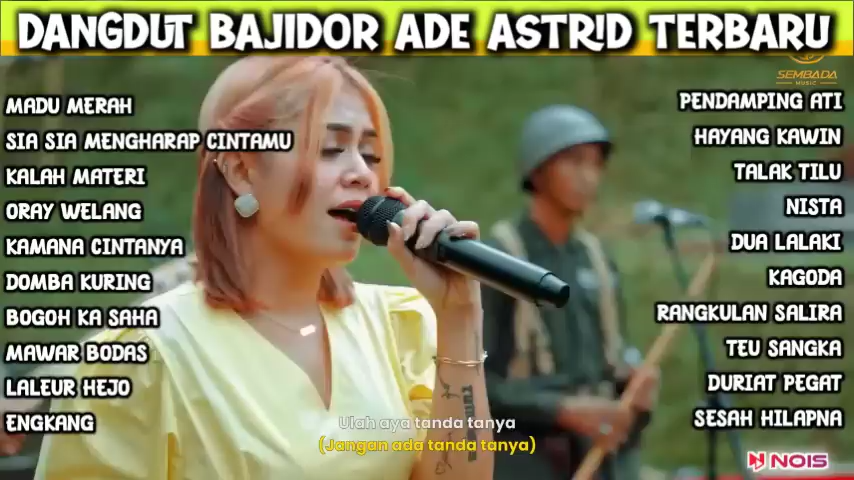 DANGDUT BAJIDOR ADE ASTRID TERBARU
SEMBADA
MUSIC
MADU MERAH
SIA SIA MENGHARAP CINTAMU
KALAH MATERI
ORAY WELANG
KAMANA CINTANYA
DOMBA KURING
BOGOH KA SAHA
MAWAR BODAS
LALEUR HEJO
ENGKANG
PENDAMPING ATI
HAYANG KAWIN
TALAK TILU
NISTA
DUA LALAKI
KAGODA
RANGKULAN SALIRA
TEU SANGKA
DURIAT PEGAT
SESAH HILAPNA
Ulah aya tanda tanya
(Jangan ada tanda tanya)
NOIS